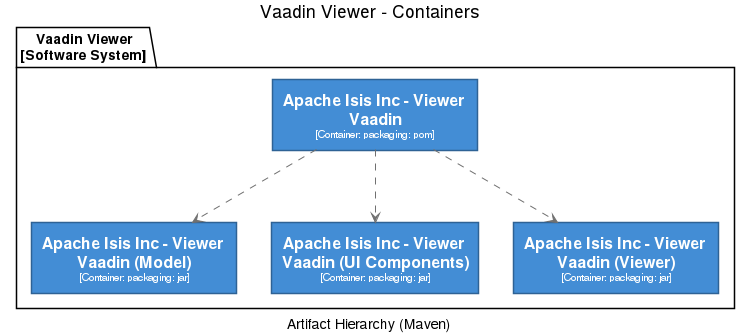 Vaadin Viewer - Containers
Vaadin Viewer
[Software System]
Apache Isis Inc - Viewer
Vaadin
[Container: packaging: pom]
Apache Isis Inc - Viewer
Vaadin (Model)
[Container: packaging: jar]
Apache Isis Inc - Viewer
Vaadin (UI Components)
[Container: packaging: jar]
Apache Isis Inc - Viewer
Vaadin (Viewer)
[Container: packaging: jar]
Artifact Hierarchy (Maven)